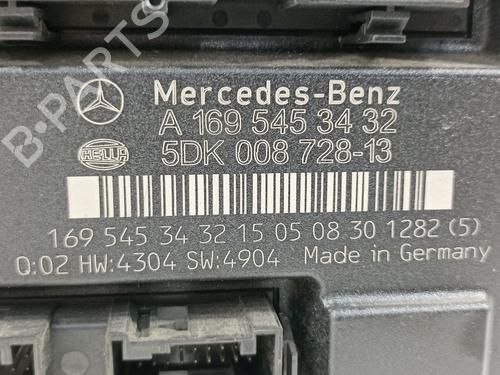 B-PARTS
Mercedes-Benz
A 169 545 34 32
HELLA
5DK 008 728-13
169 545 34 32 15 05 08 30 1282 (5)
Q:02 HW:4304 SW:4904 Made in Germany